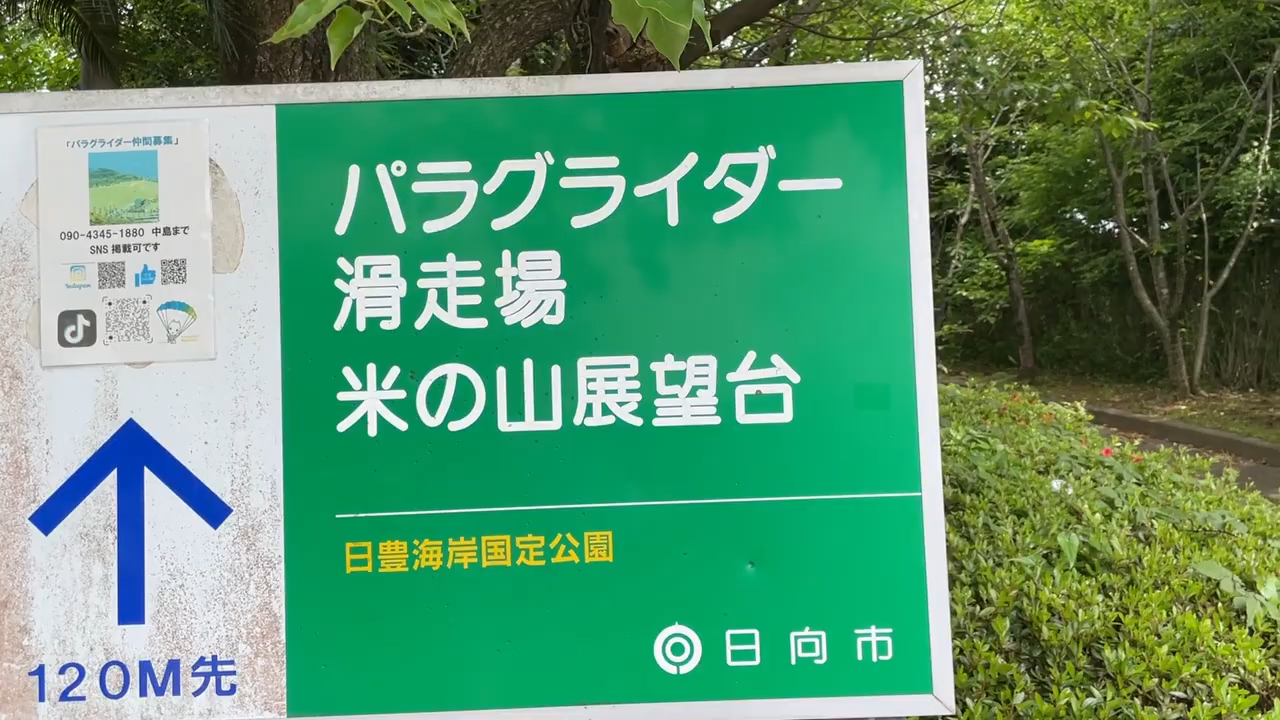 「パラグライダー仲間募集」
090-4345-1880 中島まで
SNS 掲載可です
Instagram
120M先
パラグライダー
滑走場
米の山展望台
日豊海岸国定公園
日向市